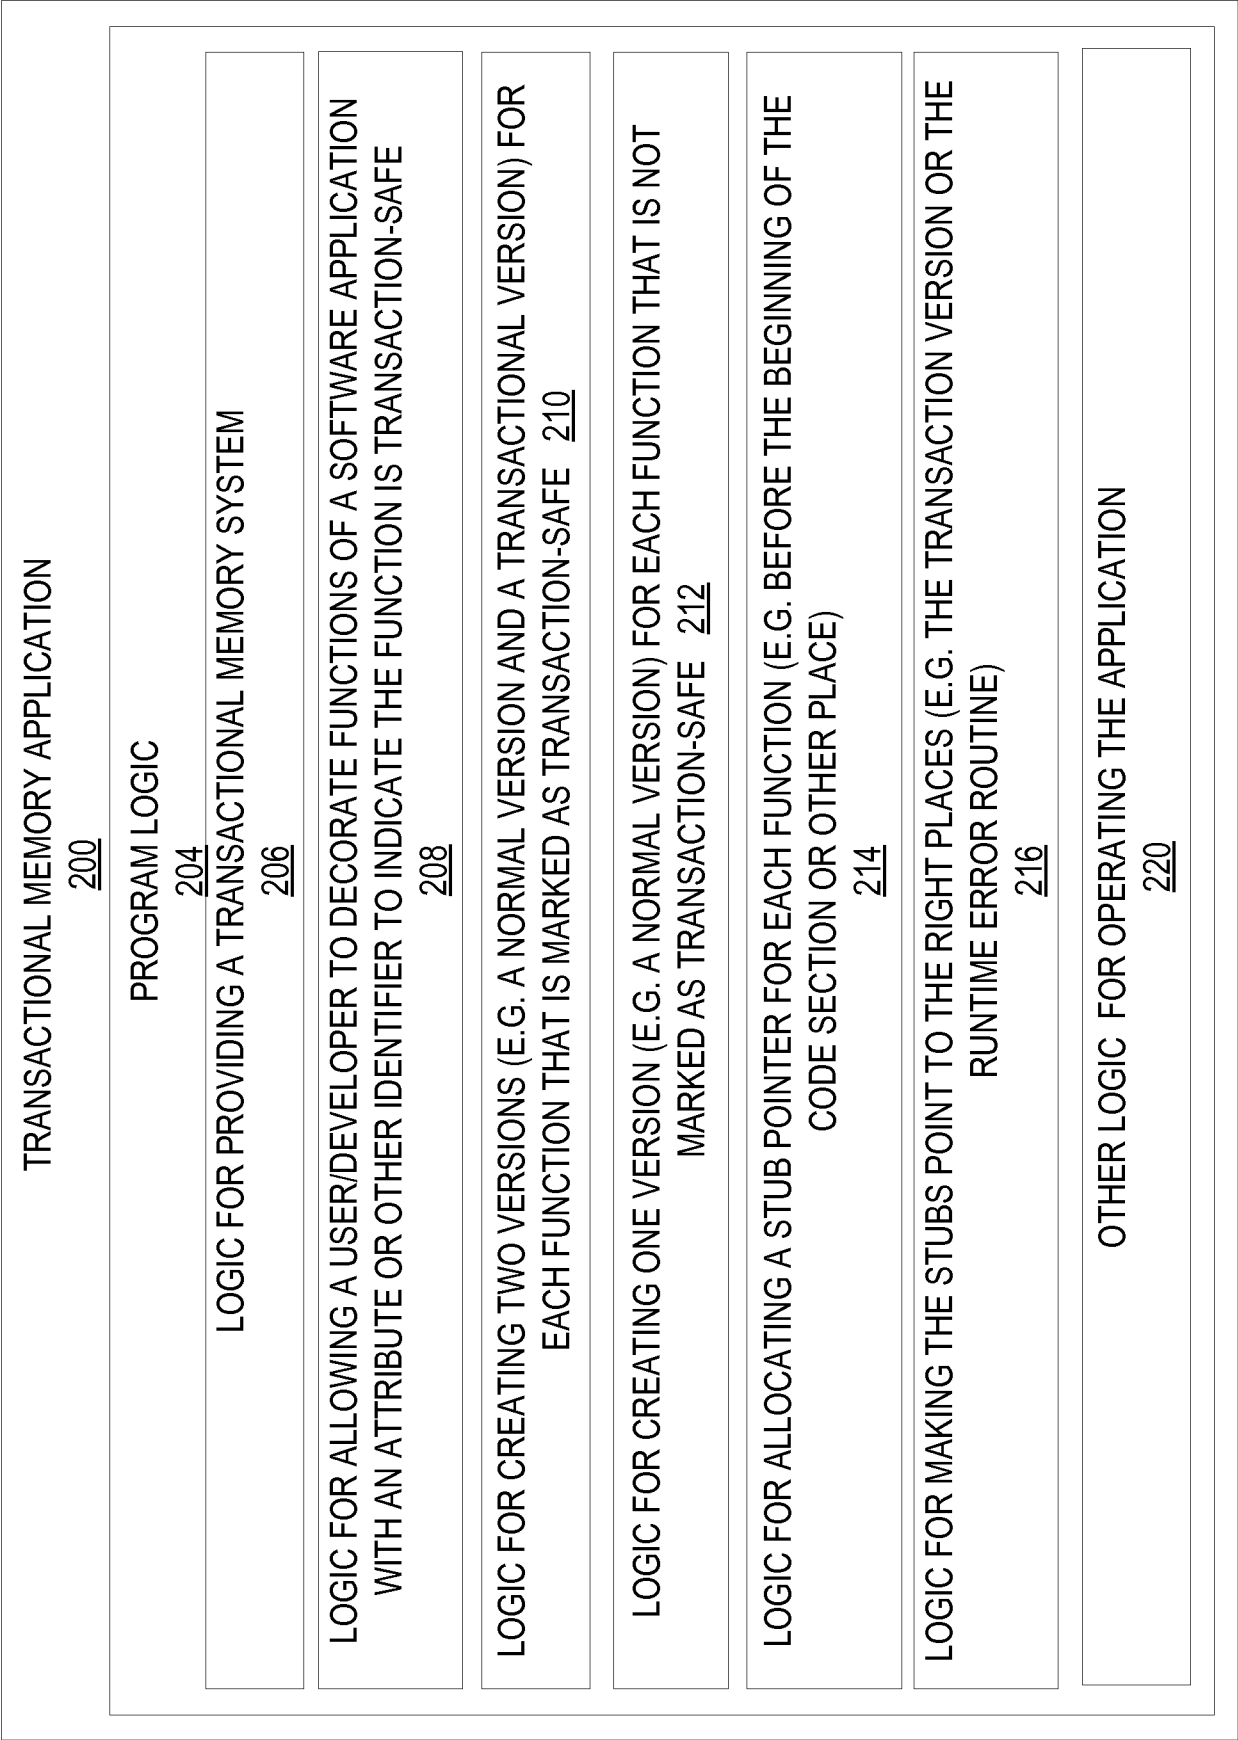 TRANSACTIONAL MEMORY APPLICATION
200
PROGRAM LOGIC
204
LOGIC FOR PROVIDING A TRANSACTIONAL MEMORY SYSTEM
206
LOGIC FOR ALLOWING A USER/DEVELOPER TO DECORATE FUNCTIONS OF A SOFTWARE APPLICATION
WITH AN ATTRIBUTE OR OTHER IDENTIFIER TO INDICATE THE FUNCTION IS TRANSACTION-SAFE
208
LOGIC FOR CREATING TWO VERSIONS (E.G. A NORMAL VERSION AND A TRANSACTIONAL VERSION) FOR
EACH FUNCTION THAT IS MARKED AS TRANSACTION-SAFE 210
LOGIC FOR CREATING ONE VERSION (E.G. A NORMAL VERSION) FOR EACH FUNCTION THAT IS NOT
MARKED AS TRANSACTION-SAFE 212
LOGIC FOR ALLOCATING A STUB POINTER FOR EACH FUNCTION (E.G. BEFORE THE BEGINNING OF THE
CODE SECTION OR OTHER PLACE)
214
LOGIC FOR MAKING THE STUBS POINT TO THE RIGHT PLACES (E.G. THE TRANSACTION VERSION OR THE
RUNTIME ERROR ROUTINE)
216
OTHER LOGIC FOR OPERATING THE APPLICATION
220